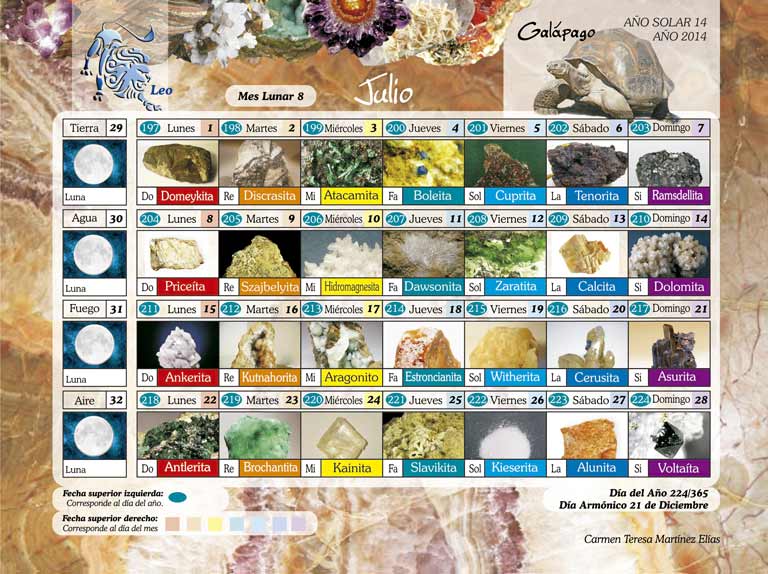 Leo
Mes Lunar 8
Julio
Galápago
AÑO SOLAR 14
AÑO 2014
Tierra 29
197 Lunes 1 198 Martes 2 199 Miércoles 3 200 Jueves 4 201 Viernes 5 202 Sábado 6 203 Domingo 7
Luna
Do Domeykita Re Discrasita Mi Atacamita Fa Boleita Sol Cuprita La Tenorita Si Ramsdellita
Agua 30
204 Lunes 8 205 Martes 9 206 Miércoles 10 207 Jueves 11 208 Viernes 12 209 Sábado 13 210 Domingo 14
Luna
Do Priceíta Re Szajbelyita Mi Hidromagnesita Fa Dawsonita Sol Zaratita La Calcita Si Dolomita
Fuego 31
211 Lunes 15 212 Martes 16 213 Miércoles 17 214 Jueves 18 215 Viernes 19 216 Sábado 20 217 Domingo 21
Luna
Do Ankerita Re Kutnahorita Mi Aragonito Fa Estroncianita Sol Witherita La Cerusita Si Asurita
Aire 32
218 Lunes 22 219 Martes 23 220 Miércoles 24 221 Jueves 25 222 Viernes 26 223 Sábado 27 224 Domingo 28
Luna
Do Antlerita Re Brochantita Mi Kainita Fa Slavikita Sol Kieserita La Alunita Si Voltaíta
Fecha superior izquierda:
Corresponde al día del año.
Fecha superior derecho:
Corresponde al día del mes
Día del Año 224/365
Día Armónico 21 de Diciembre
Carmen Teresa Martínez Elías